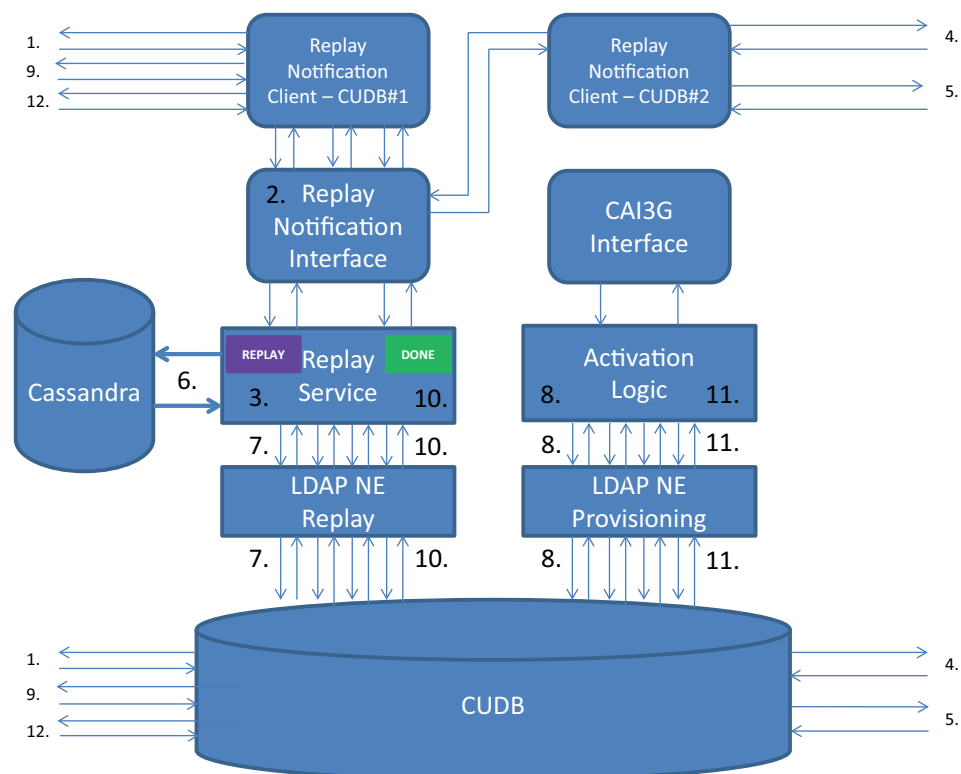 1.
9.
12.
Replay
Notification
Client – CUDB#1
Replay
Notification
Client – CUDB#2
4.
5.
2.
Replay
Notification
Interface
CAI3G
Interface
Cassandra
6.
REPLAY
DONE
Replay
Service
3.
10.
Activation
Logic
8.
11.
7.
10.
8.
11.
LDAP NE
Replay
LDAP NE
Provisioning
7.
10.
8.
11.
1.
9.
12.
CUDB
4.
5.